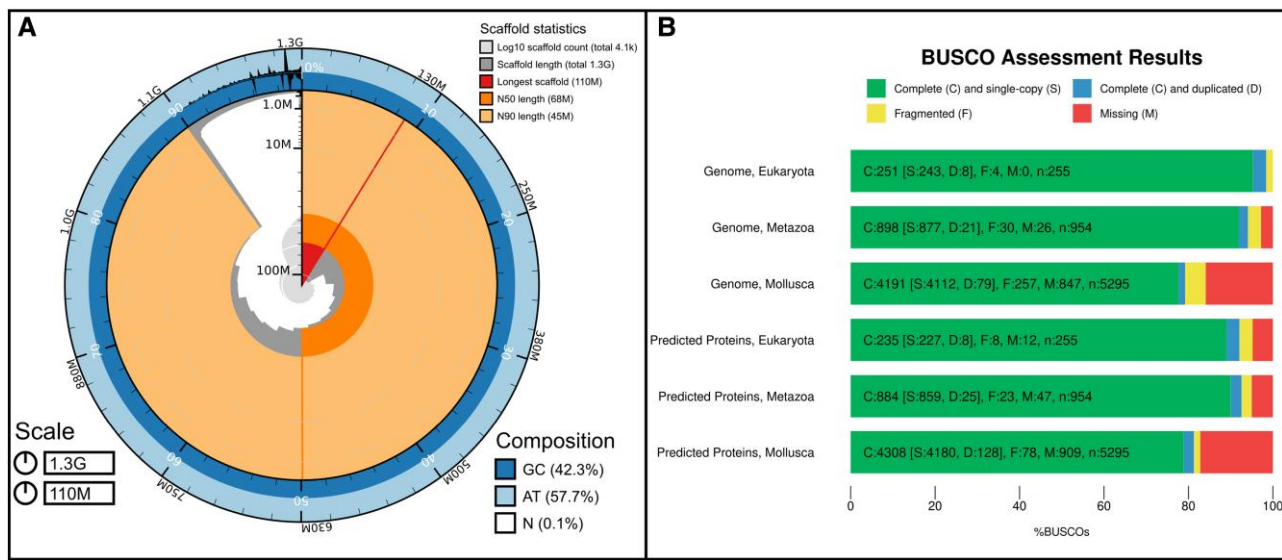 A
Scaffold statistics
Log10 scaffold count (total 4.1k)
Scaffold length (total 1.3G)
Longest scaffold (110M)
N50 length (68M)
N90 length (45M)
1.3G
0%
130M
10
250M
20
380M
30
500M
40
630M
50
750M
60
880M
70
1.0G
80
1.1G
90
1.0M
10M
100M
Scale
1.3G
110M
Composition
GC (42.3%)
AT (57.7%)
N (0.1%)
B
BUSCO Assessment Results
Complete (C) and single-copy (S)
Complete (C) and duplicated (D)
Fragmented (F)
Missing (M)
Genome, Eukaryota
C:251 [S:243, D:8], F:4, M:0, n:255
Genome, Metazoa
C:898 [S:877, D:21], F:30, M:26, n:954
Genome, Mollusca
C:4191 [S:4112, D:79], F:257, M:847, n:5295
Predicted Proteins, Eukaryota
C:235 [S:227, D:8], F:8, M:12, n:255
Predicted Proteins, Metazoa
C:884 [S:859, D:25], F:23, M:47, n:954
Predicted Proteins, Mollusca
C:4308 [S:4180, D:128], F:78, M:909, n:5295
0 20 40 60 80 100
%BUSCOs